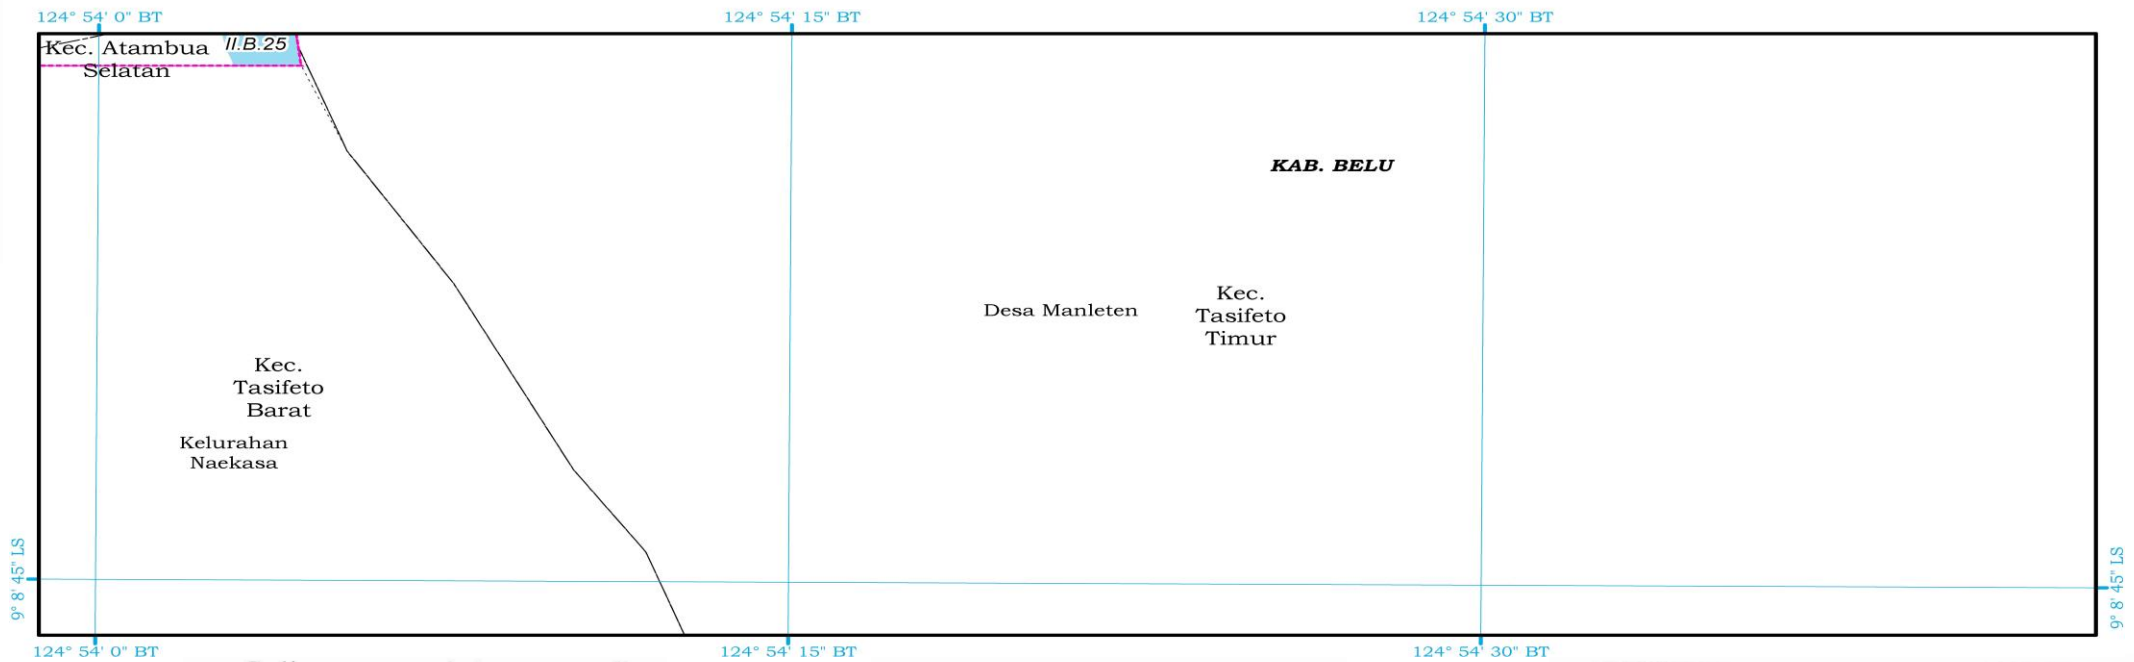 124° 54' 0" BT
124° 54' 15" BT
124° 54' 30" BT
Kec. Atambua
Selatan
II.B.25
KAB. BELU
Desa Manleten
Kec.
Tasifeto
Timur
Kec.
Tasifeto
Barat
Kelurahan
Naekasa
9° 8' 45" LS
9° 8' 45" LS
124° 54' 0" BT
124° 54' 15" BT
124° 54' 30" BT